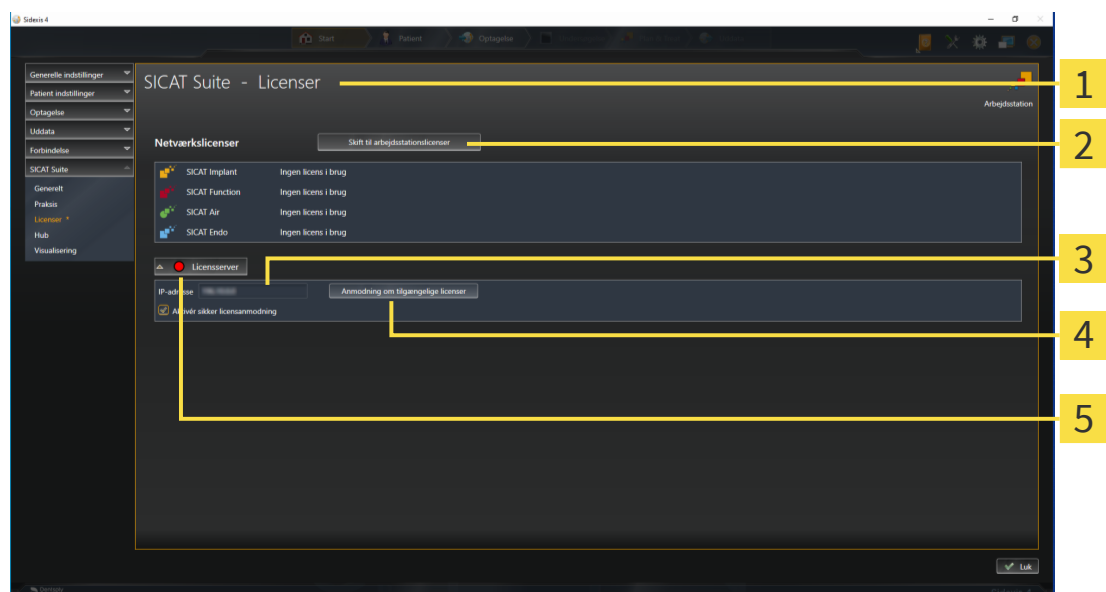 Sidexis 4
Start
Patient
Optagelse
Generelle indstillinger
Patient indstillinger
Optagelse
Uddata
Forbindelse
SICAT Suite
Generelt
Praksis
Licenser *
Hub
Visualisering
SICAT Suite - Licenser
Arbejdsstation
Netværkslicenser
Skift til arbejdsstationslicenser
SICAT Implant Ingen licens i brug
SICAT Function Ingen licens i brug
SICAT Air Ingen licens i brug
SICAT Endo Ingen licens i brug
Licensserver
IP-adresse
Anmodning om tilgængelige licenser
Aktivér sikker licensanmodning
Luk
1
2
3
4
5